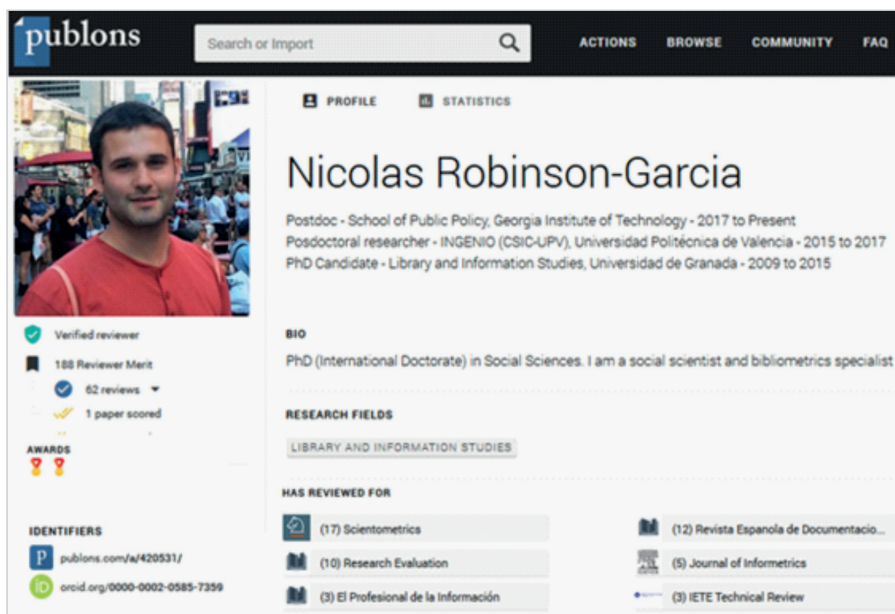 publons
Search or Import
ACTIONS BROWSE COMMUNITY FAQ
PROFILE STATISTICS
Nicolas Robinson-Garcia
Postdoc - School of Public Policy, Georgia Institute of Technology - 2017 to Present
Posdoctoral researcher - INGENIO (CSIC-UPV), Universidad Politécnica de Valencia - 2015 to 2017
PhD Candidate - Library and Information Studies, Universidad de Granada - 2009 to 2015
Verified reviewer
188 Reviewer Merit
62 reviews
1 paper scored
AWARDS
IDENTIFIERS
P publons.com/a/420531/
iD orcid.org/0000-0002-0585-7359
BIO
PhD (International Doctorate) in Social Sciences. I am a social scientist and bibliometrics specialist
RESEARCH FIELDS
LIBRARY AND INFORMATION STUDIES
HAS REVIEWED FOR
(17) Scientometrics
(12) Revista Espanola de Documentacio...
(10) Research Evaluation
(5) Journal of Informetrics
(3) El Profesional de la Información
(3) IETE Technical Review